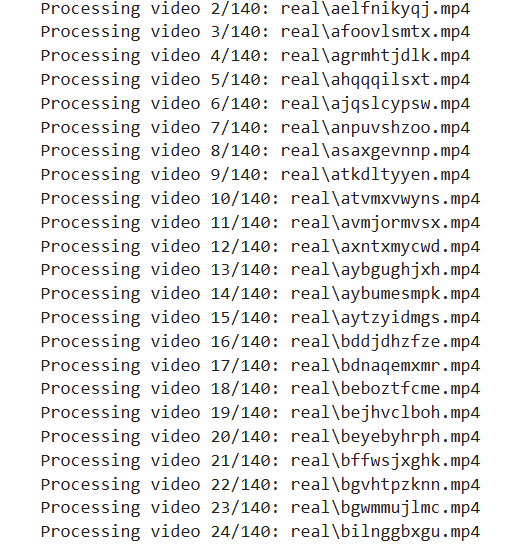 Processing video 2/140: real\aelfnikyqj.mp4
Processing video 3/140: real\afoovlsmtx.mp4
Processing video 4/140: real\agrmhtjdlk.mp4
Processing video 5/140: real\ahqqqilsxt.mp4
Processing video 6/140: real\ajqslcypsw.mp4
Processing video 7/140: real\anpuvshzoo.mp4
Processing video 8/140: real\asaxgevnnp.mp4
Processing video 9/140: real\atkdltyyen.mp4
Processing video 10/140: real\atvmxvwyns.mp4
Processing video 11/140: real\avmjormvsx.mp4
Processing video 12/140: real\axntxmycwd.mp4
Processing video 13/140: real\aybgughjxh.mp4
Processing video 14/140: real\aybumesmpk.mp4
Processing video 15/140: real\aytzyidmgs.mp4
Processing video 16/140: real\bddjdhzfze.mp4
Processing video 17/140: real\bdnaqemxmr.mp4
Processing video 18/140: real\beboztfcme.mp4
Processing video 19/140: real\bejhvclboh.mp4
Processing video 20/140: real\beyebyhrph.mp4
Processing video 21/140: real\bffwsjxghk.mp4
Processing video 22/140: real\bgvhtpzknn.mp4
Processing video 23/140: real\bgwmmujlmc.mp4
Processing video 24/140: real\bilnggbxgu.mp4